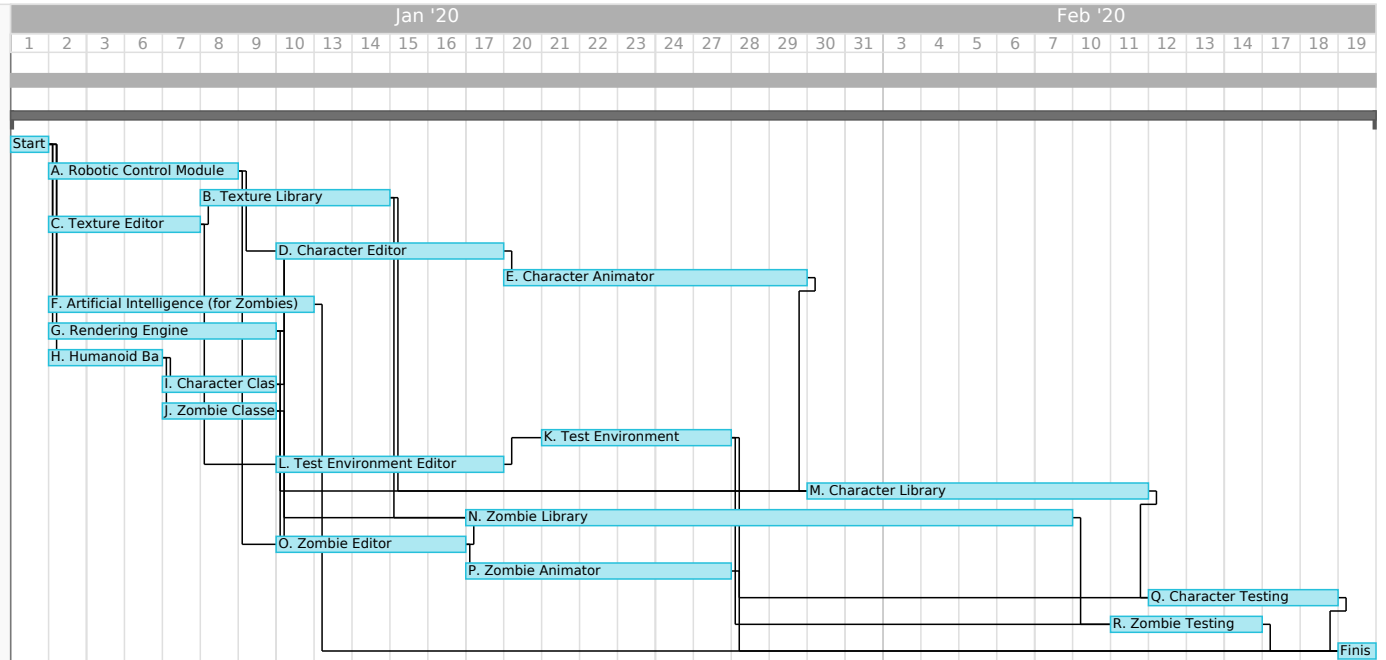 Jan '20 Feb '20
1 2 3 6 7 8 9 10 13 14 15 16 17 20 21 22 23 24 27 28 29 30 31 3 4 5 6 7 10 11 12 13 14 17 18 19
Start
A. Robotic Control Module
B. Texture Library
C. Texture Editor
D. Character Editor
E. Character Animator
F. Artificial Intelligence (for Zombies)
G. Rendering Engine
H. Humanoid Ba
I. Character Clas
J. Zombie Classe
K. Test Environment
L. Test Environment Editor
M. Character Library
N. Zombie Library
O. Zombie Editor
P. Zombie Animator
Q. Character Testing
R. Zombie Testing
Finis